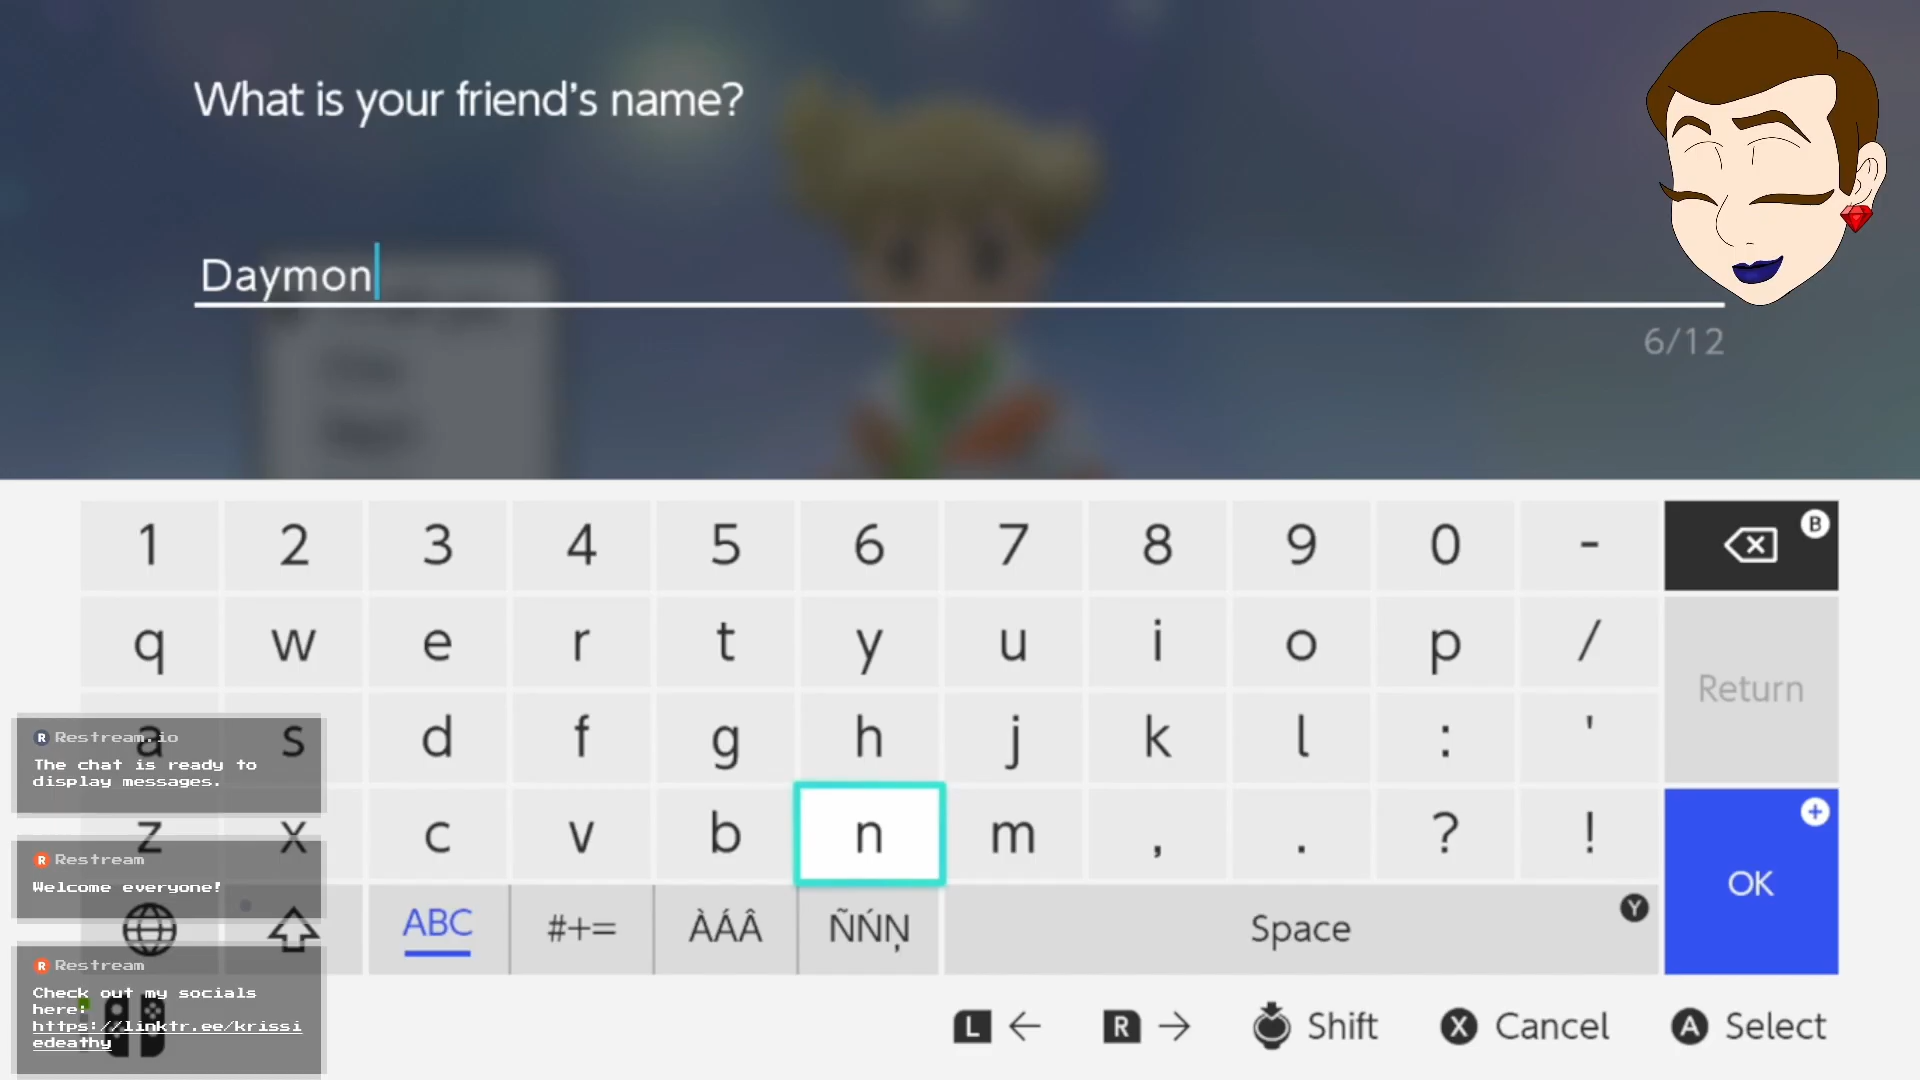 What is your friend's name?
Daymon
6/12
1 2 3 4 5 6 7 8 9 0 - B
q w e r t y u i o p /
Return
a s d f g h j k l : '
z x c v b n m , . ? ! +
OK
ABC #+= ÀÁÂ ÑŃŅ Space Y
L ← R → Shift X Cancel A Select
R Restream.io
The chat is ready to
display messages.
R Restream
Welcome everyone!
R Restream
Check out my socials
here:
https://linktr.ee/krissi
edeathy